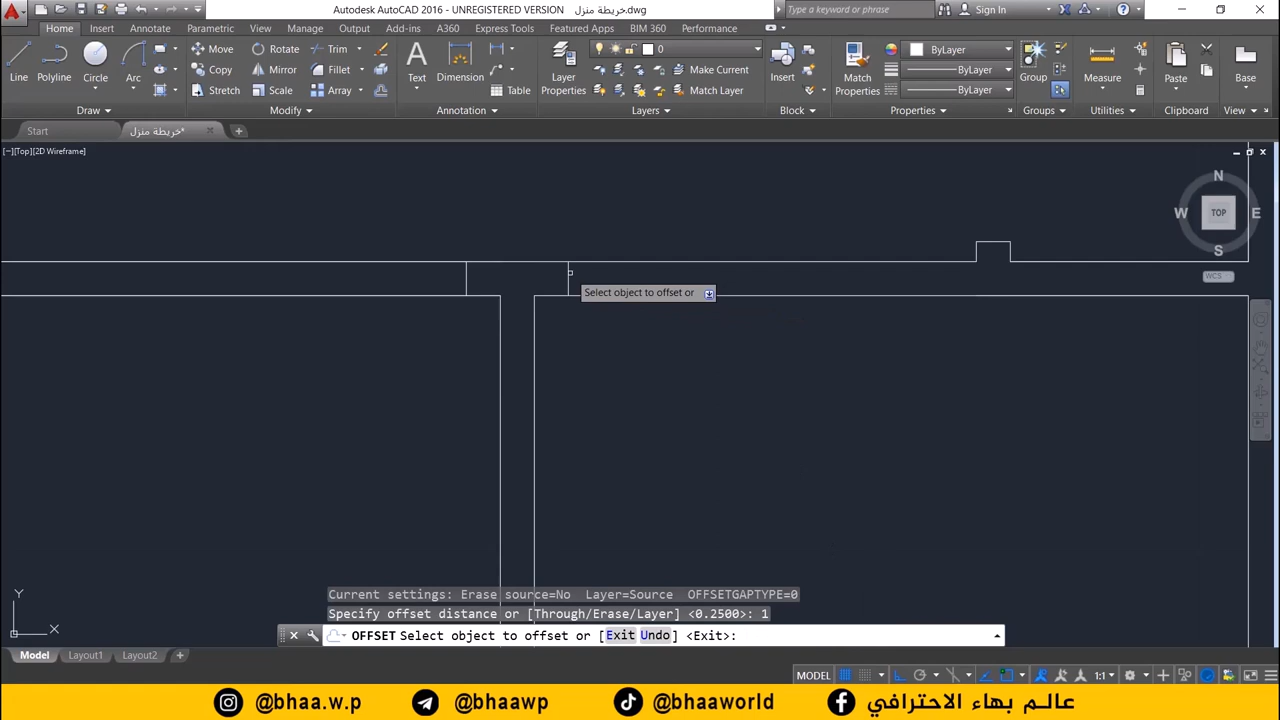 Autodesk AutoCAD 2016 - UNREGISTERED VERSION خريطة منزل.dwg
Type a keyword or phrase
Sign In
Home Insert Annotate Parametric View Manage Output Add-ins A360 Express Tools Featured Apps BIM 360 Performance
Line Polyline Circle Arc
Move Rotate Trim
Copy Mirror Fillet
Stretch Scale Array
Text Dimension Table
Layer Properties
0
Make Current
Match Layer
Insert
Match Properties
ByLayer
ByLayer
ByLayer
Group Measure Paste Base
Draw Modify Annotation Layers Block Properties Groups Utilities Clipboard View
Start خريطة منزل*
[−][Top][2D Wireframe]
N
W TOP E
S
WCS
Select object to offset or
Y
X
Current settings: Erase source=No Layer=Source OFFSETGAPTYPE=0
Specify offset distance or [Through/Erase/Layer] <0.2500>: 1
OFFSET Select object to offset or [Exit Undo] <Exit>:
Model Layout1 Layout2
MODEL 1:1
@bhaa.w.p @bhaawp @bhaaworld عالم بهاء الاحترافي